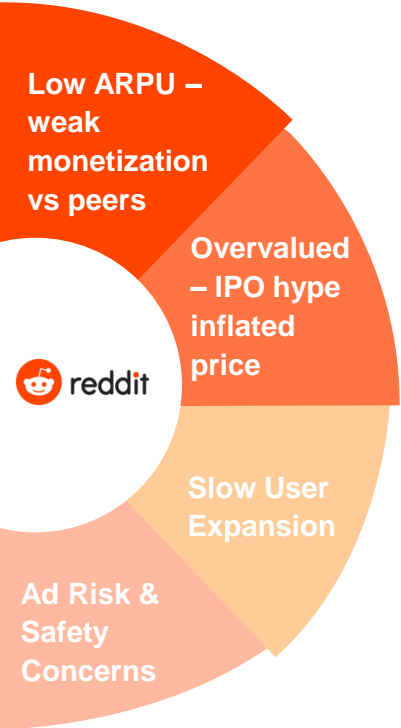 Low ARPU –
weak
monetization
vs peers
Overvalued
– IPO hype
inflated
price
reddit
Slow User
Expansion
Ad Risk &
Safety
Concerns